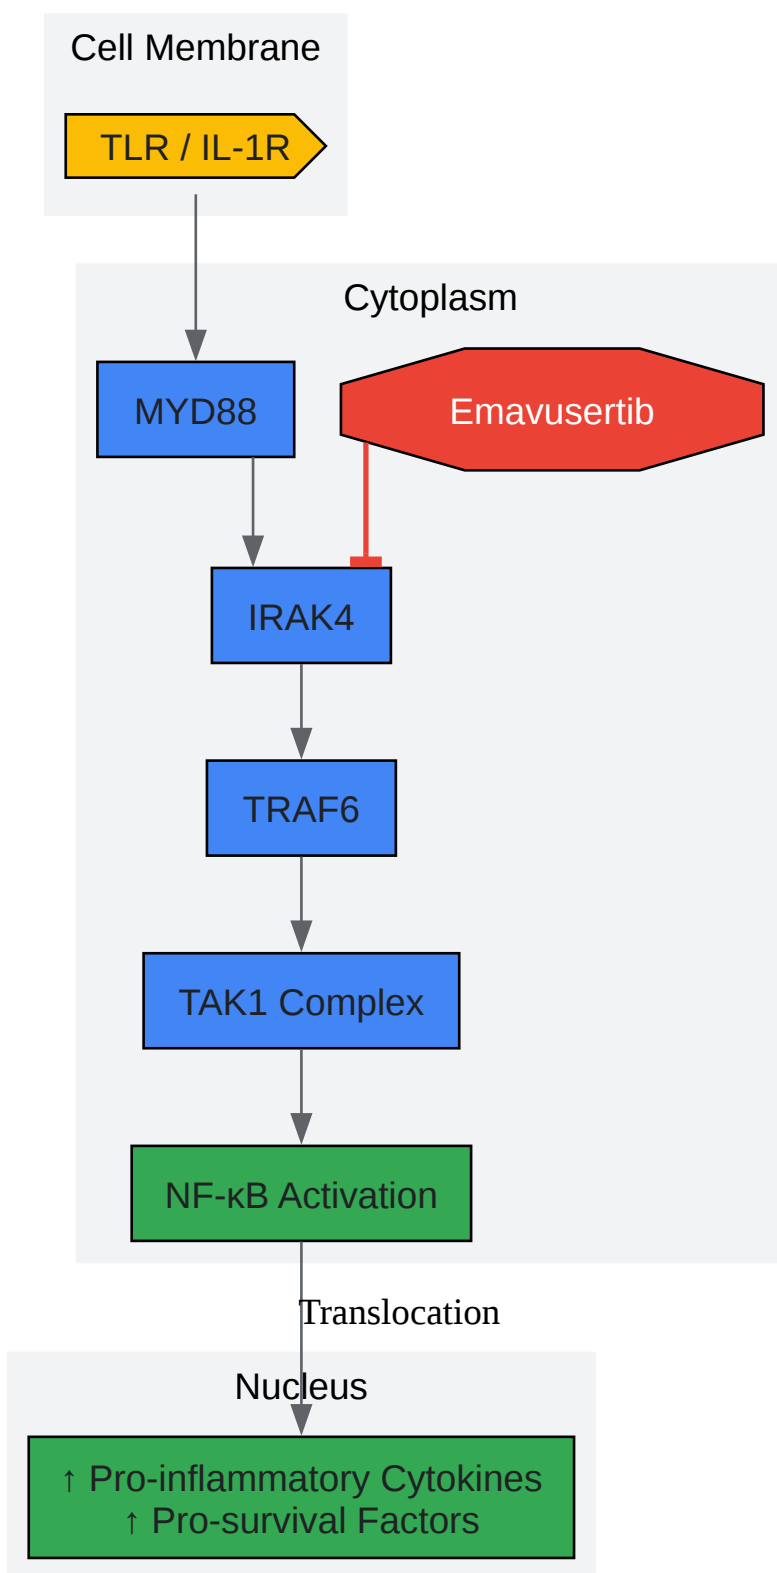 Cell Membrane
TLR / IL-1R
Cytoplasm
MYD88
Emavusertib
IRAK4
TRAF6
TAK1 Complex
NF-κB Activation
Translocation
Nucleus
↑ Pro-inflammatory Cytokines
↑ Pro-survival Factors